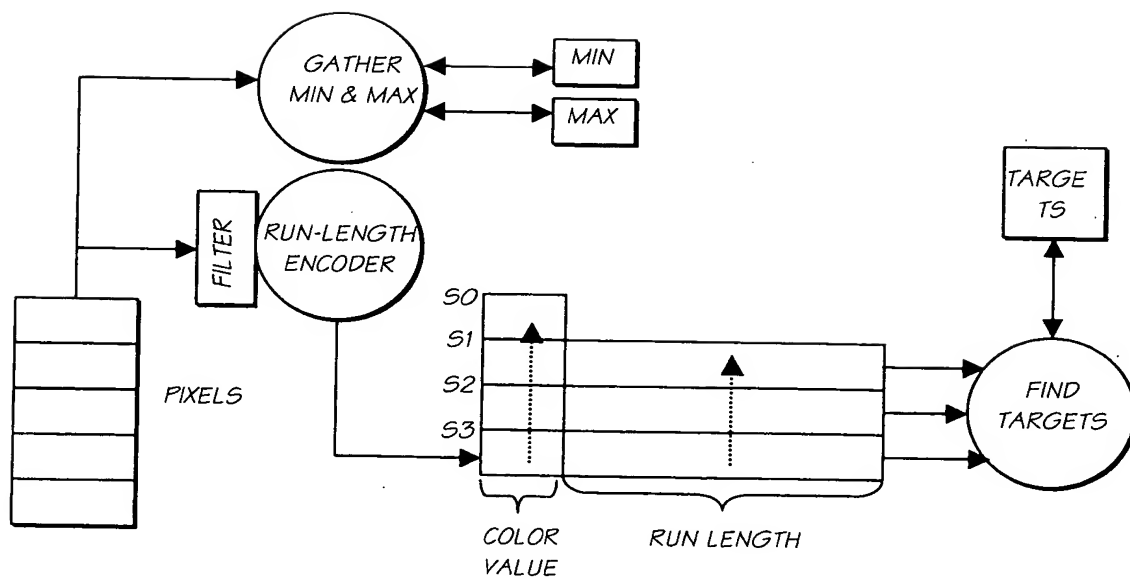 GATHER
MIN & MAX
MIN
MAX
TARGE
TS
FILTER
RUN-LENGTH
ENCODER
S0
S1
S2
S3
PIXELS
FIND
TARGETS
COLOR
VALUE
RUN LENGTH